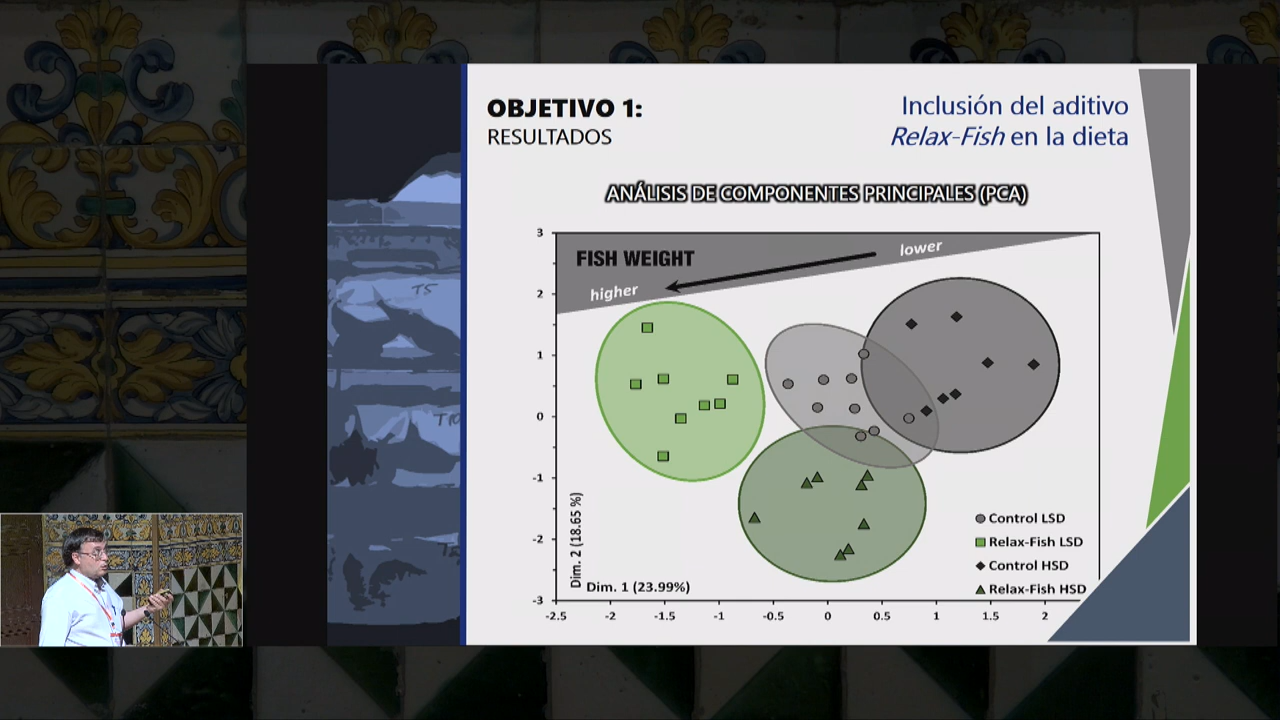 OBJETIVO 1:
RESULTADOS
Inclusión del aditivo
Relax-Fish en la dieta
ANÁLISIS DE COMPONENTES PRINCIPALES (PCA)
FISH WEIGHT
lower
higher
3
2
1
0
-1
-2
-3
T5
Dim. 2 (18.65 %)
Dim. 1 (23.99%)
Control LSD
Relax-Fish LSD
Control HSD
Relax-Fish HSD
-2.5 -2 -1.5 -1 -0.5 0 0.5 1 1.5 2